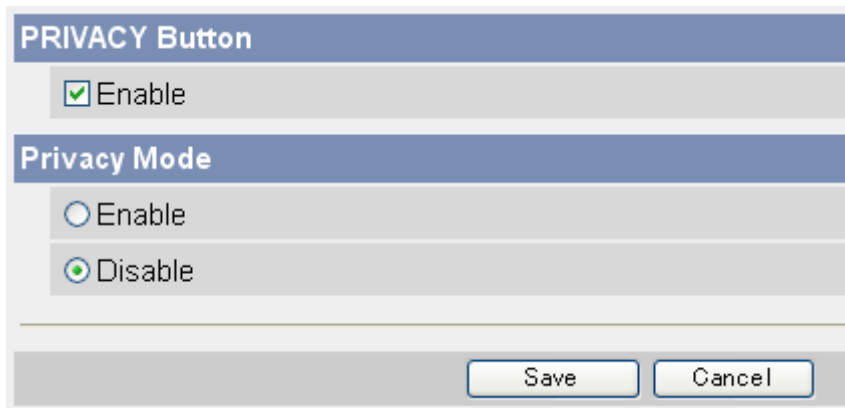 PRIVACY Button
Enable
Privacy Mode
Enable
Disable
Save Cancel